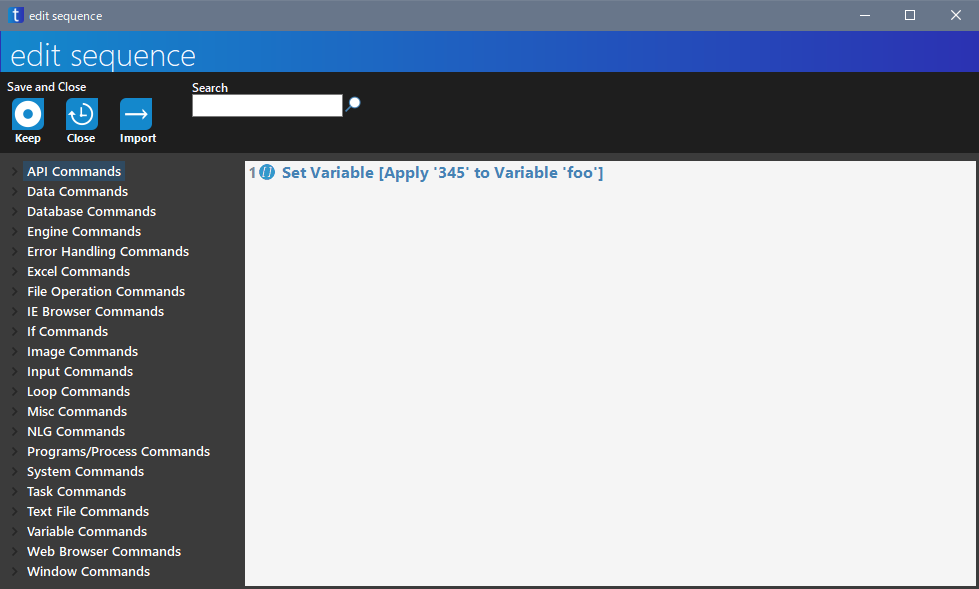 edit sequence
edit sequence
Save and Close
Search
Keep
Close
Import
API Commands
Data Commands
Database Commands
Engine Commands
Error Handling Commands
Excel Commands
File Operation Commands
IE Browser Commands
If Commands
Image Commands
Input Commands
Loop Commands
Misc Commands
NLG Commands
Programs/Process Commands
System Commands
Task Commands
Text File Commands
Variable Commands
Web Browser Commands
Window Commands
1 Set Variable [Apply '345' to Variable 'foo']